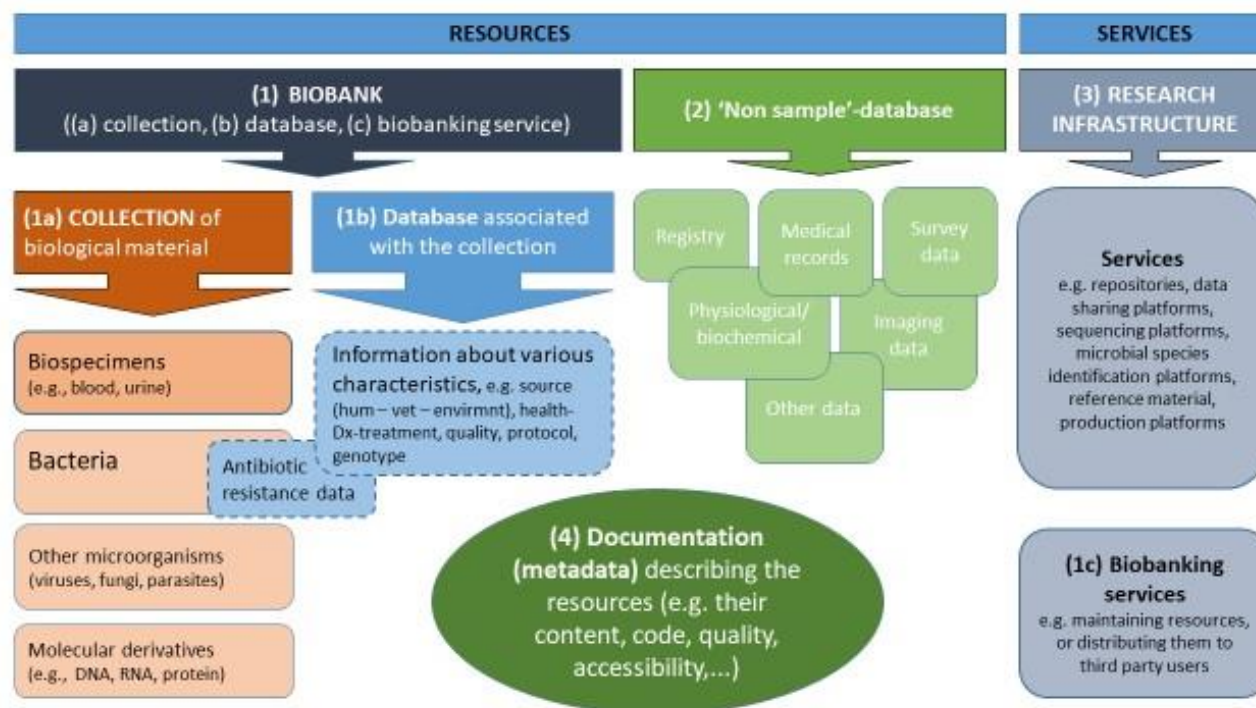 RESOURCES
SERVICES
(1) BIOBANK
((a) collection, (b) database, (c) biobanking service)
(2) ‘Non sample’-database
(3) RESEARCH
INFRASTRUCTURE
(1a) COLLECTION of
biological material
(1b) Database associated
with the collection
Biospecimens
(e.g., blood, urine)
Bacteria
Antibiotic
resistance data
Other microorganisms
(viruses, fungi, parasites)
Molecular derivatives
(e.g., DNA, RNA, protein)
Information about various
characteristics, e.g. source
(hum – vet – envirmnt), health-
Dx-treatment, quality, protocol,
genotype
Registry
Medical
records
Survey
data
Physiological/
biochemical
Imaging
data
Other data
(4) Documentation
(metadata) describing the
resources (e.g. their
content, code, quality,
accessibility,...)
Services
e.g. repositories, data
sharing platforms,
sequencing platforms,
microbial species
identification platforms,
reference material,
production platforms
(1c) Biobanking
services
e.g. maintaining resources,
or distributing them to
third party users